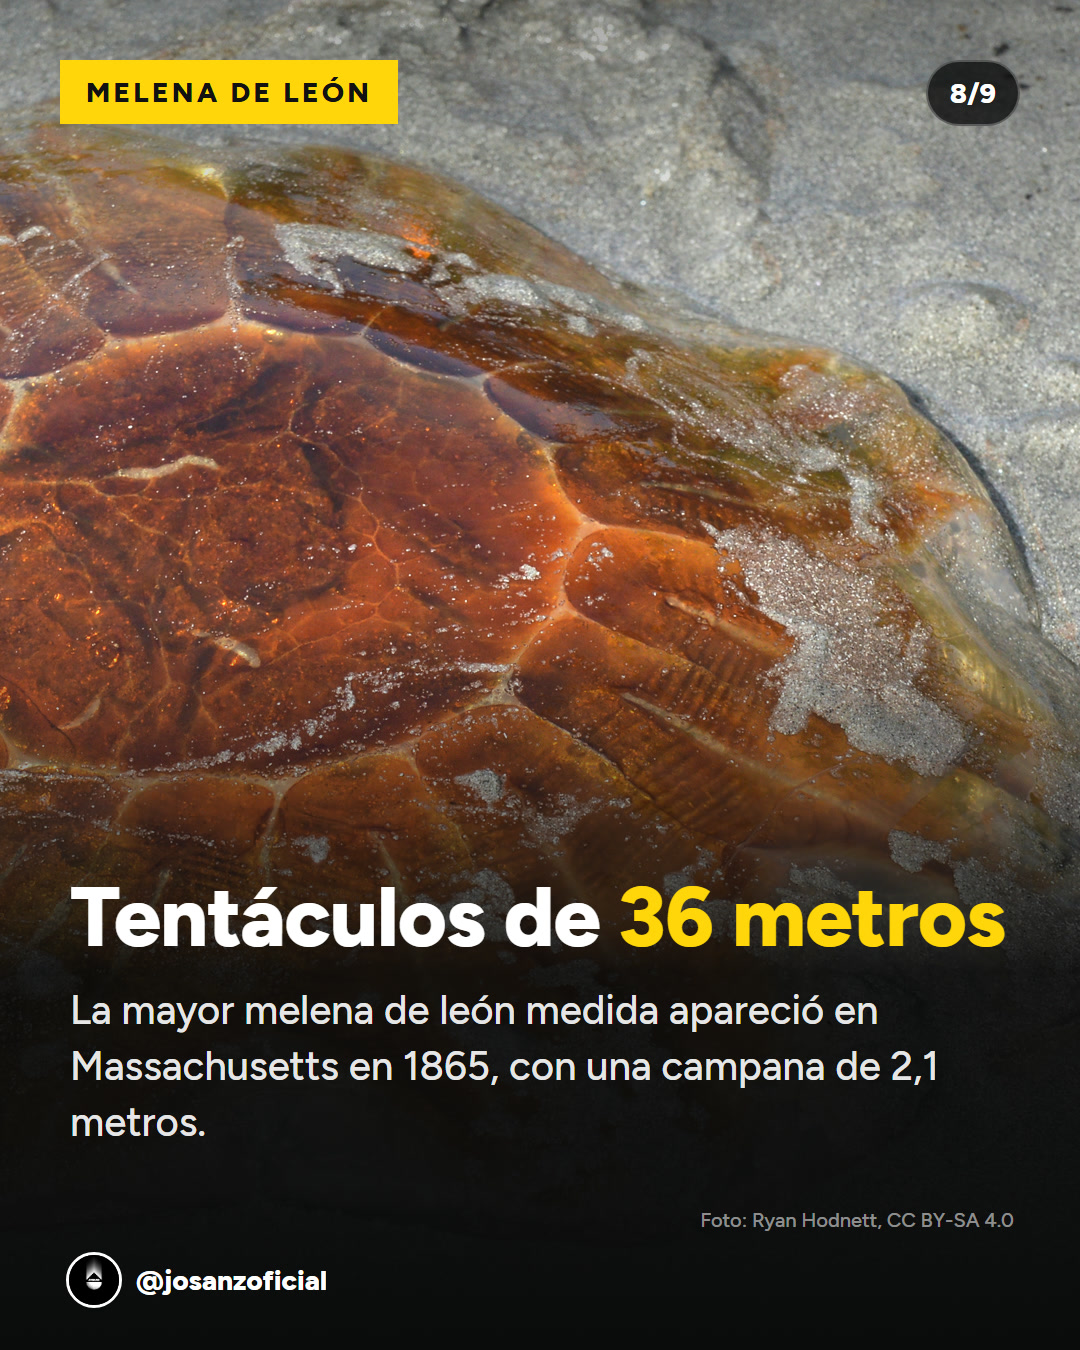 MELENA DE LEÓN
8/9
Tentáculos de 36 metros
La mayor melena de león medida apareció en
Massachusetts en 1865, con una campana de 2,1
metros.
Foto: Ryan Hodnett, CC BY-SA 4.0
@josanzoficial